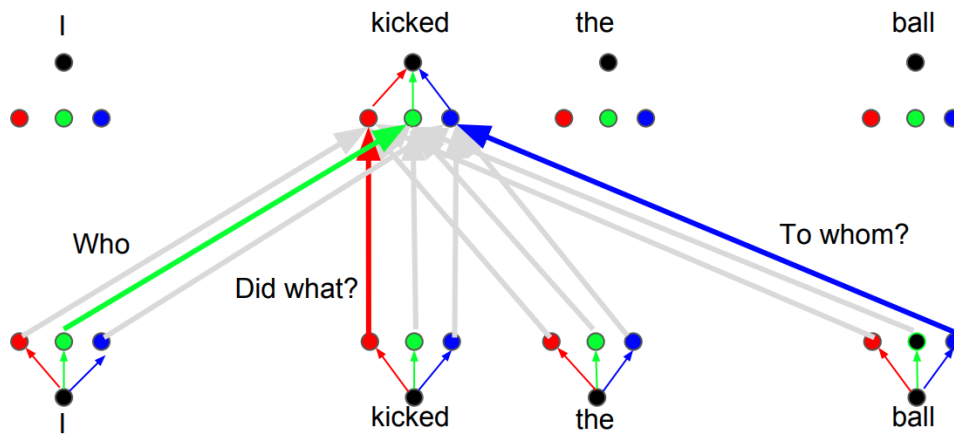 I kicked the ball
Who
To whom?
Did what?
I kicked the ball